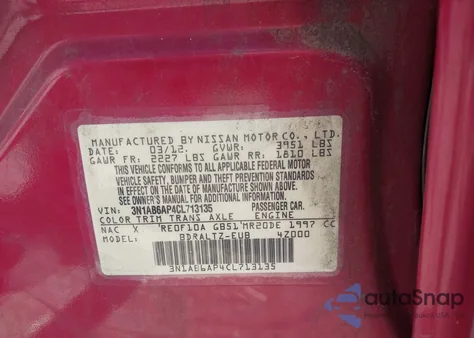 MANUFACTURED BY NISSAN MOTOR CO., LTD.
DATE: 03/12 GVWR: 3951 LBS
GAWR FR: 2227 LBS GAWR RR: 1810 LBS
THIS VEHICLE CONFORMS TO ALL APPLICABLE FEDERAL MOTOR
VEHICLE SAFETY, BUMPER AND THEFT PREVENTION STANDARDS
IN EFFECT ON THE DATE OF MANUFACTURE SHOWN ABOVE.
SEE OWNER'S MANUAL FOR ADDITIONAL IMPORTANT INFORMATION.
VIN: 3N1AB6AP4CL713135 PASSENGER CAR.
COLOR TRIM TRANS AXLE ENGINE
NAC X RE0F10A GB51 MR20DE 1997 CC
MODEL: BDRALTZ-EUB 4Z000
3N1AB6AP4CL713135
autoSnap